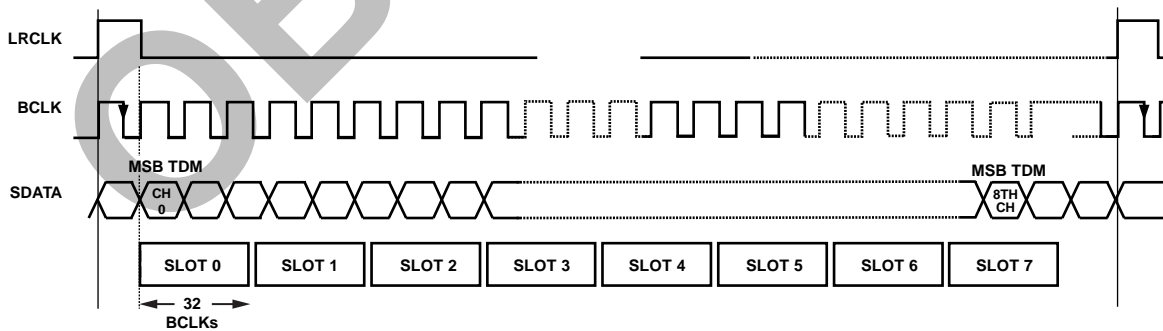 LRCLK
BCLK
MSB TDM
MSB TDM
SDATA
CH
0
8TH
CH
SLOT 0
SLOT 1
SLOT 2
SLOT 3
SLOT 4
SLOT 5
SLOT 6
SLOT 7
32
BCLKs